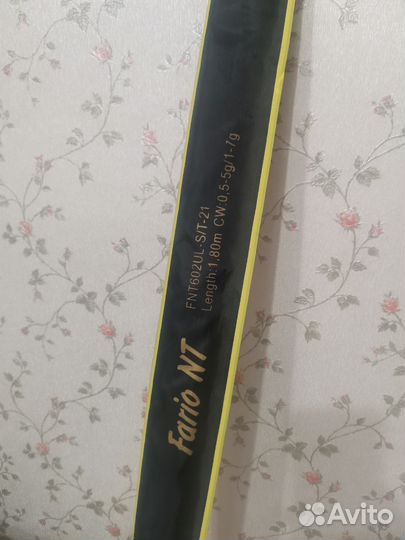 FNT602UL-S/T-21
Length:1,80m CW:0,5-5g/1-7g
Fario NT
Avito